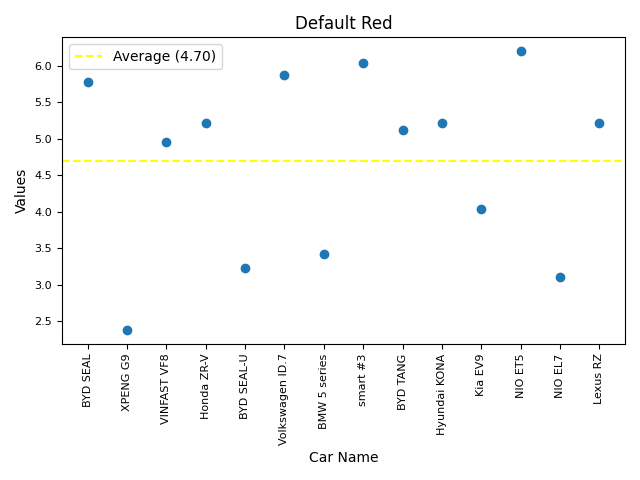 Default Red
Average (4.70)
Values
6.0
5.5
5.0
4.5
4.0
3.5
3.0
2.5
BYD SEAL
XPENG G9
VINFAST VF8
Honda ZR-V
BYD SEAL-U
Volkswagen ID.7
BMW 5 series
smart #3
BYD TANG
Hyundai KONA
Kia EV9
NIO ET5
NIO EL7
Lexus RZ
Car Name